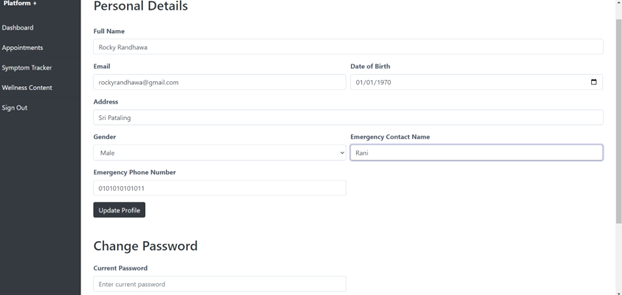 Platform +
Dashboard
Appointments
Symptom Tracker
Wellness Content
Sign Out
Personal Details
Full Name
Rocky Randhawa
Email
Date of Birth
rockyrandhawa@gmail.com
01/01/1970
Address
Sri Pataling
Gender
Emergency Contact Name
Male
Rani
Emergency Phone Number
0101010101011
Update Profile
Change Password
Current Password
Enter current password